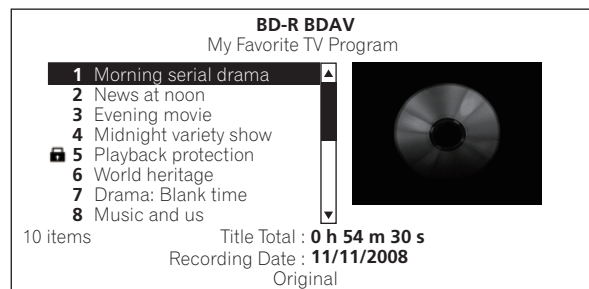 BD-R BDAV
My Favorite TV Program
1 Morning serial drama
2 News at noon
3 Evening movie
4 Midnight variety show
5 Playback protection
6 World heritage
7 Drama: Blank time
8 Music and us
10 items Title Total : 0 h 54 m 30 s
Recording Date : 11/11/2008
Original